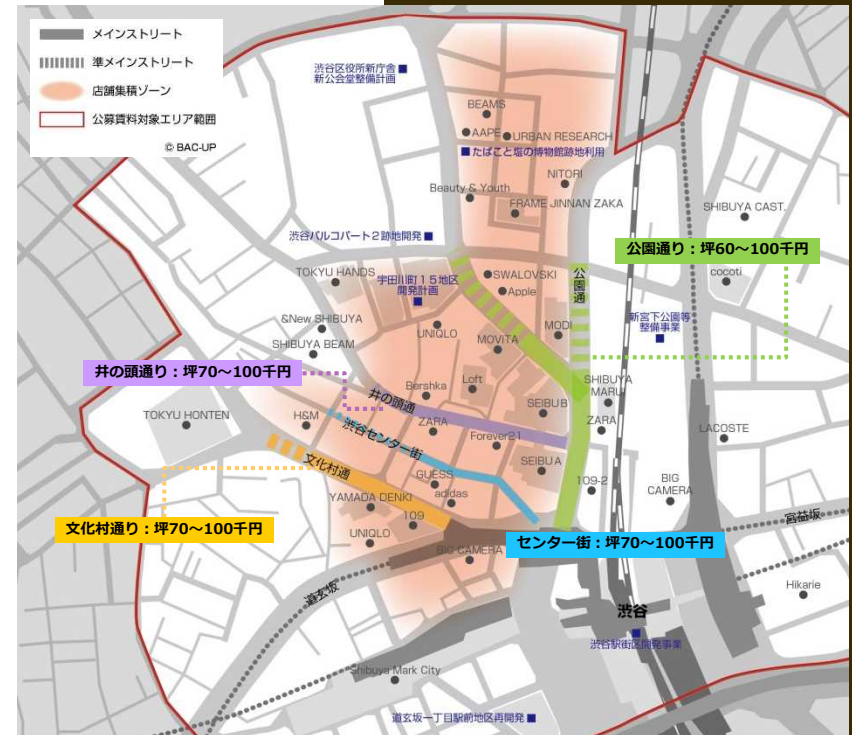 メインストリート
準メインストリート
店舗集積ゾーン
公募賃料対象エリア範囲
© BAC-UP
渋谷区役所新庁舎
新公会堂整備計画
BEAMS
AAPE
URBAN RESEARCH
たばこと塩の博物館跡地利用
NITORI
Beauty & Youth
FRAME JINNAN ZAKA
SHIBUYA CAST.
渋谷パルコパート2跡地開発
公園通り：坪60～100千円
TOKYU HANDS
宇田川町15地区
開発計画
SWALOVSKI
Apple
公園通
cocoti
&New SHIBUYA
UNIQLO
MODI
新宮下公園等
整備事業
SHIBUYA BEAM
MOVITA
井の頭通り：坪70～100千円
Bershka
Loft
SHIBUYA
MARUI
井の頭通
SEIBU B
TOKYU HONTEN
H&M
ZARA
ZARA
LACOSTE
渋谷センター街
Forever21
文化村通
GUESS
SEIBU A
adidas
109-2
BIG
CAMERA
YAMADA DENKI
109
宮益坂
文化村通り：坪70～100千円
UNIQLO
センター街：坪70～100千円
BIG CAMERA
Hikarie
道玄坂
渋谷
渋谷駅街区開発事業
Shibuya Mark City
道玄坂一丁目駅前地区再開発